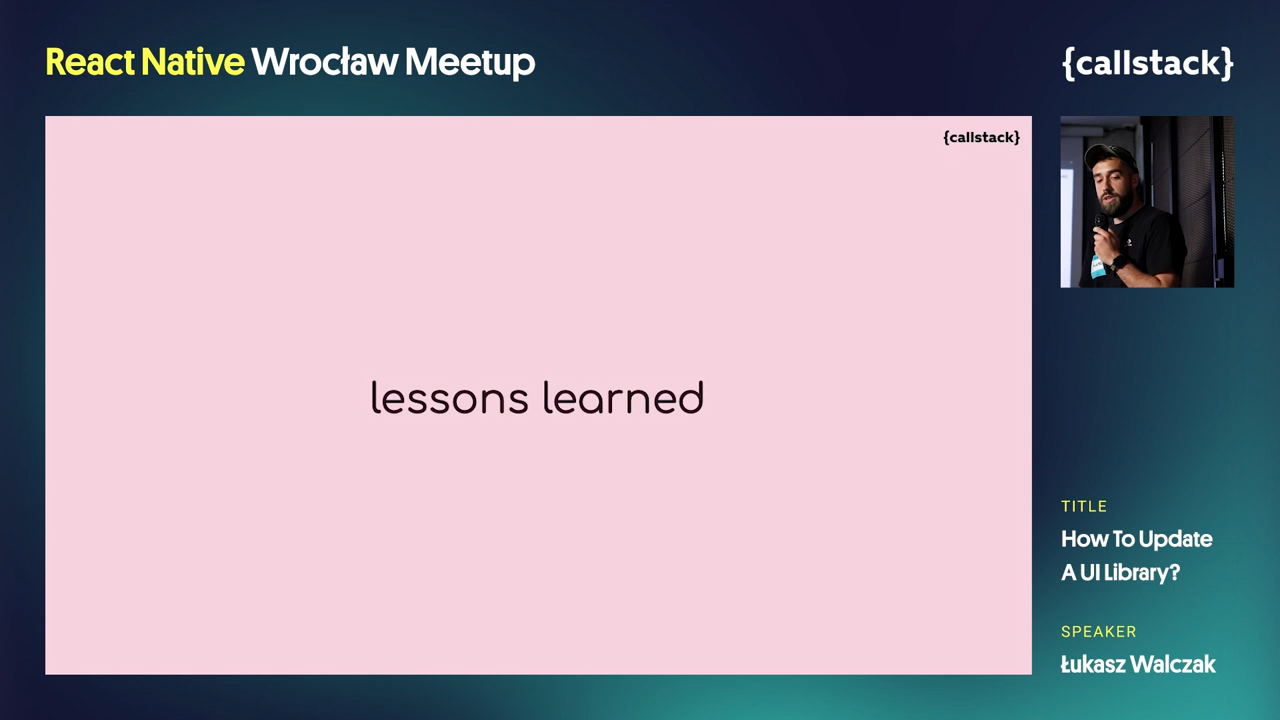 React Native Wrocław Meetup
{callstack}
{callstack}
lessons learned
TITLE
How To Update
A UI Library?
SPEAKER
Łukasz Walczak